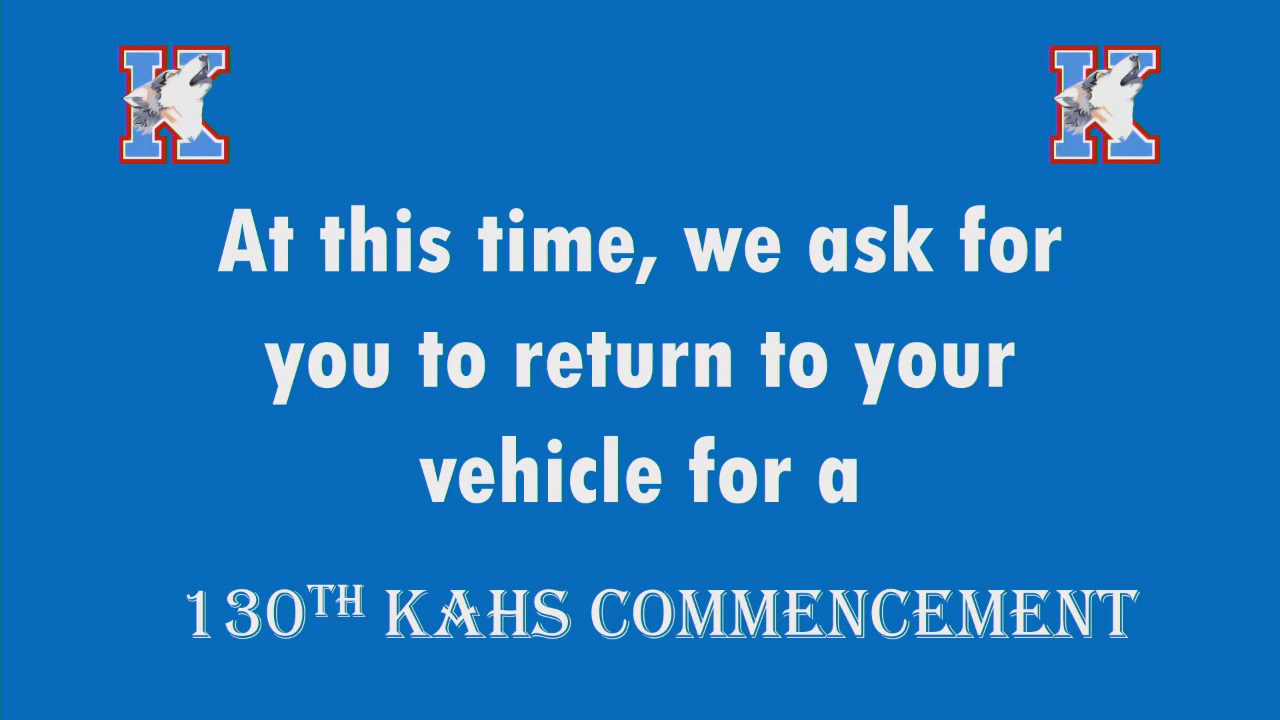 K K
At this time, we ask for
you to return to your
vehicle for a
130TH KAHS COMMENCEMENT